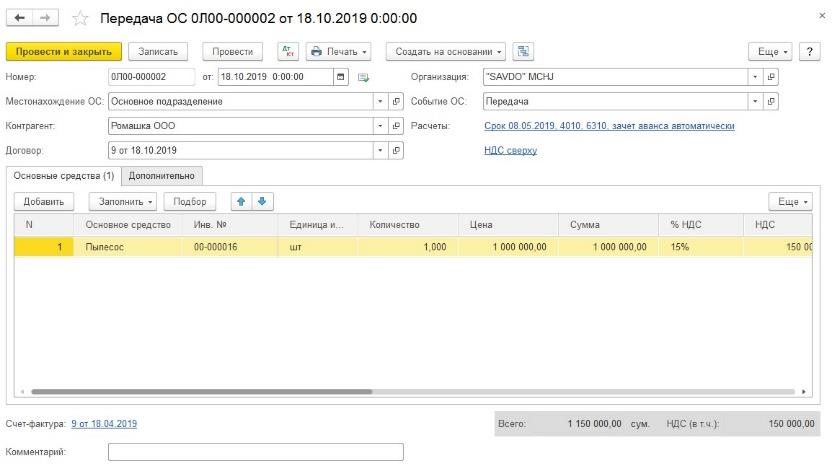 Передача ОС 0Л00-000002 от 18.10.2019 0:00:00
Провести и закрыть Записать Провести Дт Кт Печать Создать на основании Еще ?
Номер: 0Л00-000002 от: 18.10.2019 0:00:00 Организация: "SAVDO" MCHJ
Местонахождение ОС: Основное подразделение Событие ОС: Передача
Контрагент: Ромашка ООО Расчеты: Срок 08.05.2019, 4010, 6310, зачет аванса автоматически
Договор: 9 от 18.10.2019 НДС сверху
Основные средства (1) Дополнительно
Добавить Заполнить Подбор Еще
N Основное средство Инв. № Единица и... Количество Цена Сумма % НДС НДС
1 Пылесос 00-000016 шт 1,000 1 000 000,00 1 000 000,00 15% 150 00
Счет-фактура: 9 от 18.04.2019 Всего: 1 150 000,00 сум. НДС (в т.ч.): 150 000,00
Комментарий: